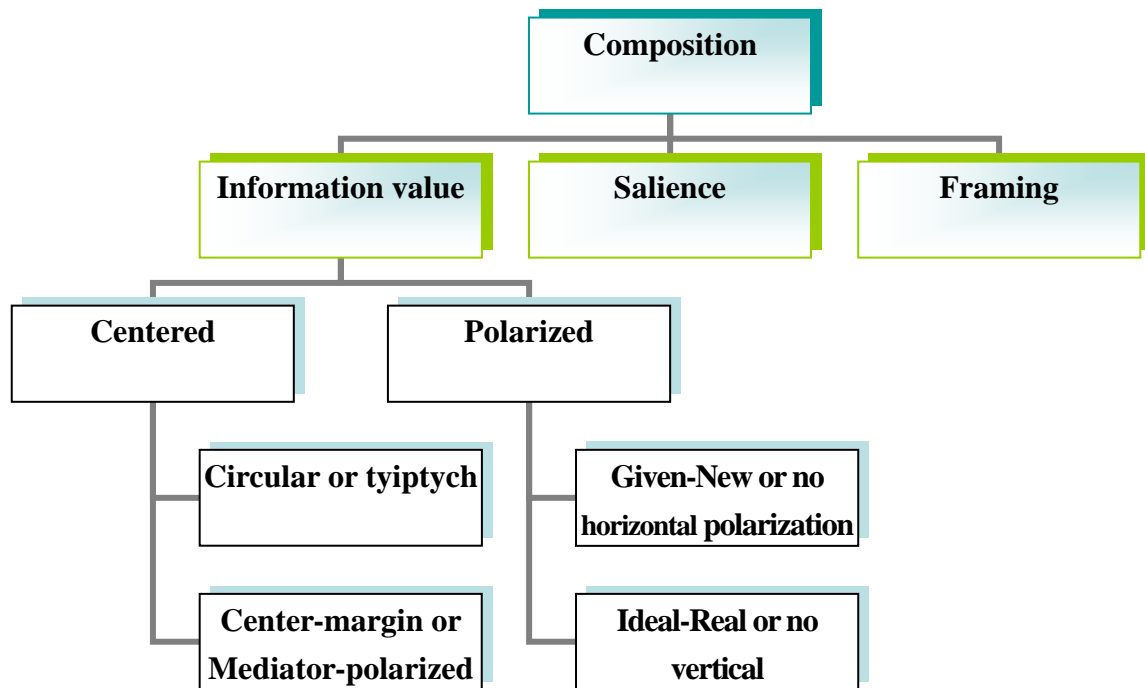 Composition
Information value
Salience
Framing
Centered
Polarized
Circular or tyiptych
Given-New or no
horizontal polarization
Center-margin or
Mediator-polarized
Ideal-Real or no
vertical